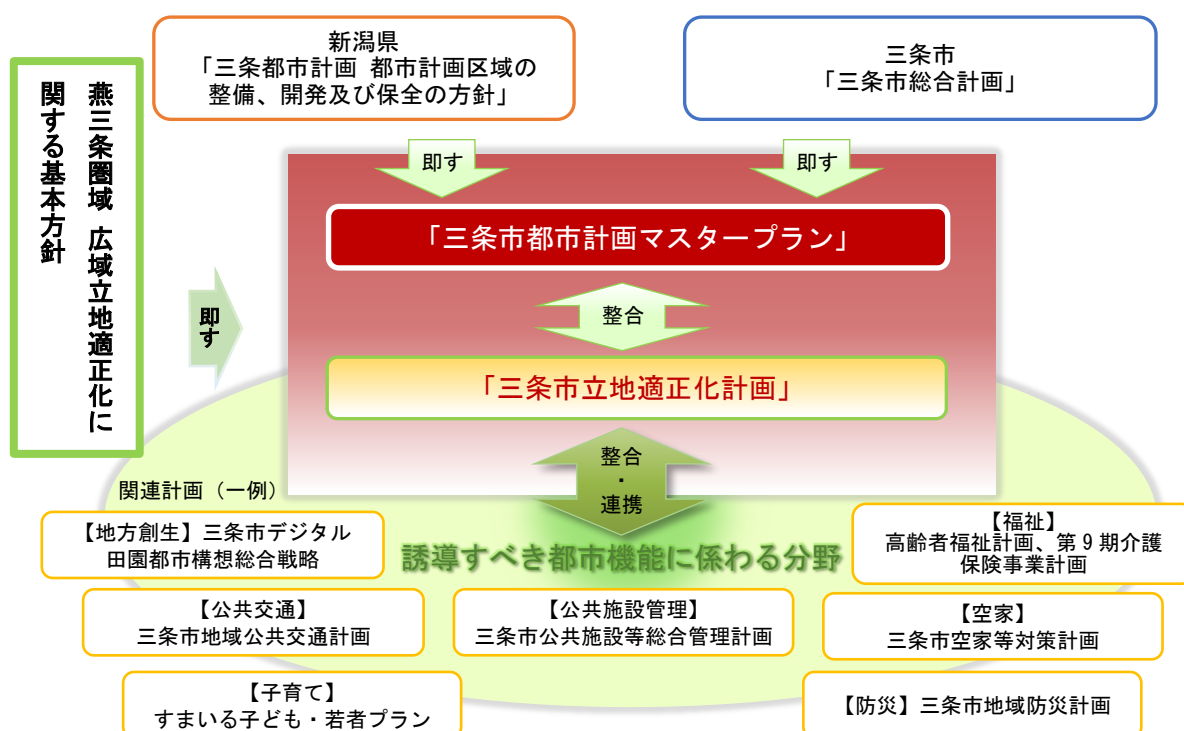 新潟県
「三条都市計画 都市計画区域の
整備、開発及び保全の方針」
三条市
「三条市総合計画」
燕三条圏域 広域立地適正化に
関する基本方針
即す
即す
「三条市都市計画マスタープラン」
整合
即す
「三条市立地適正化計画」
整合
・
連携
関連計画（一例）
誘導すべき都市機能に係わる分野
【地方創生】三条市デジタル
田園都市構想総合戦略
【福祉】
高齢者福祉計画、第９期介護
保険事業計画
【公共交通】
三条市地域公共交通計画
【公共施設管理】
三条市公共施設等総合管理計画
【空家】
三条市空家等対策計画
【子育て】
すまいる子ども・若者プラン
【防災】三条市地域防災計画